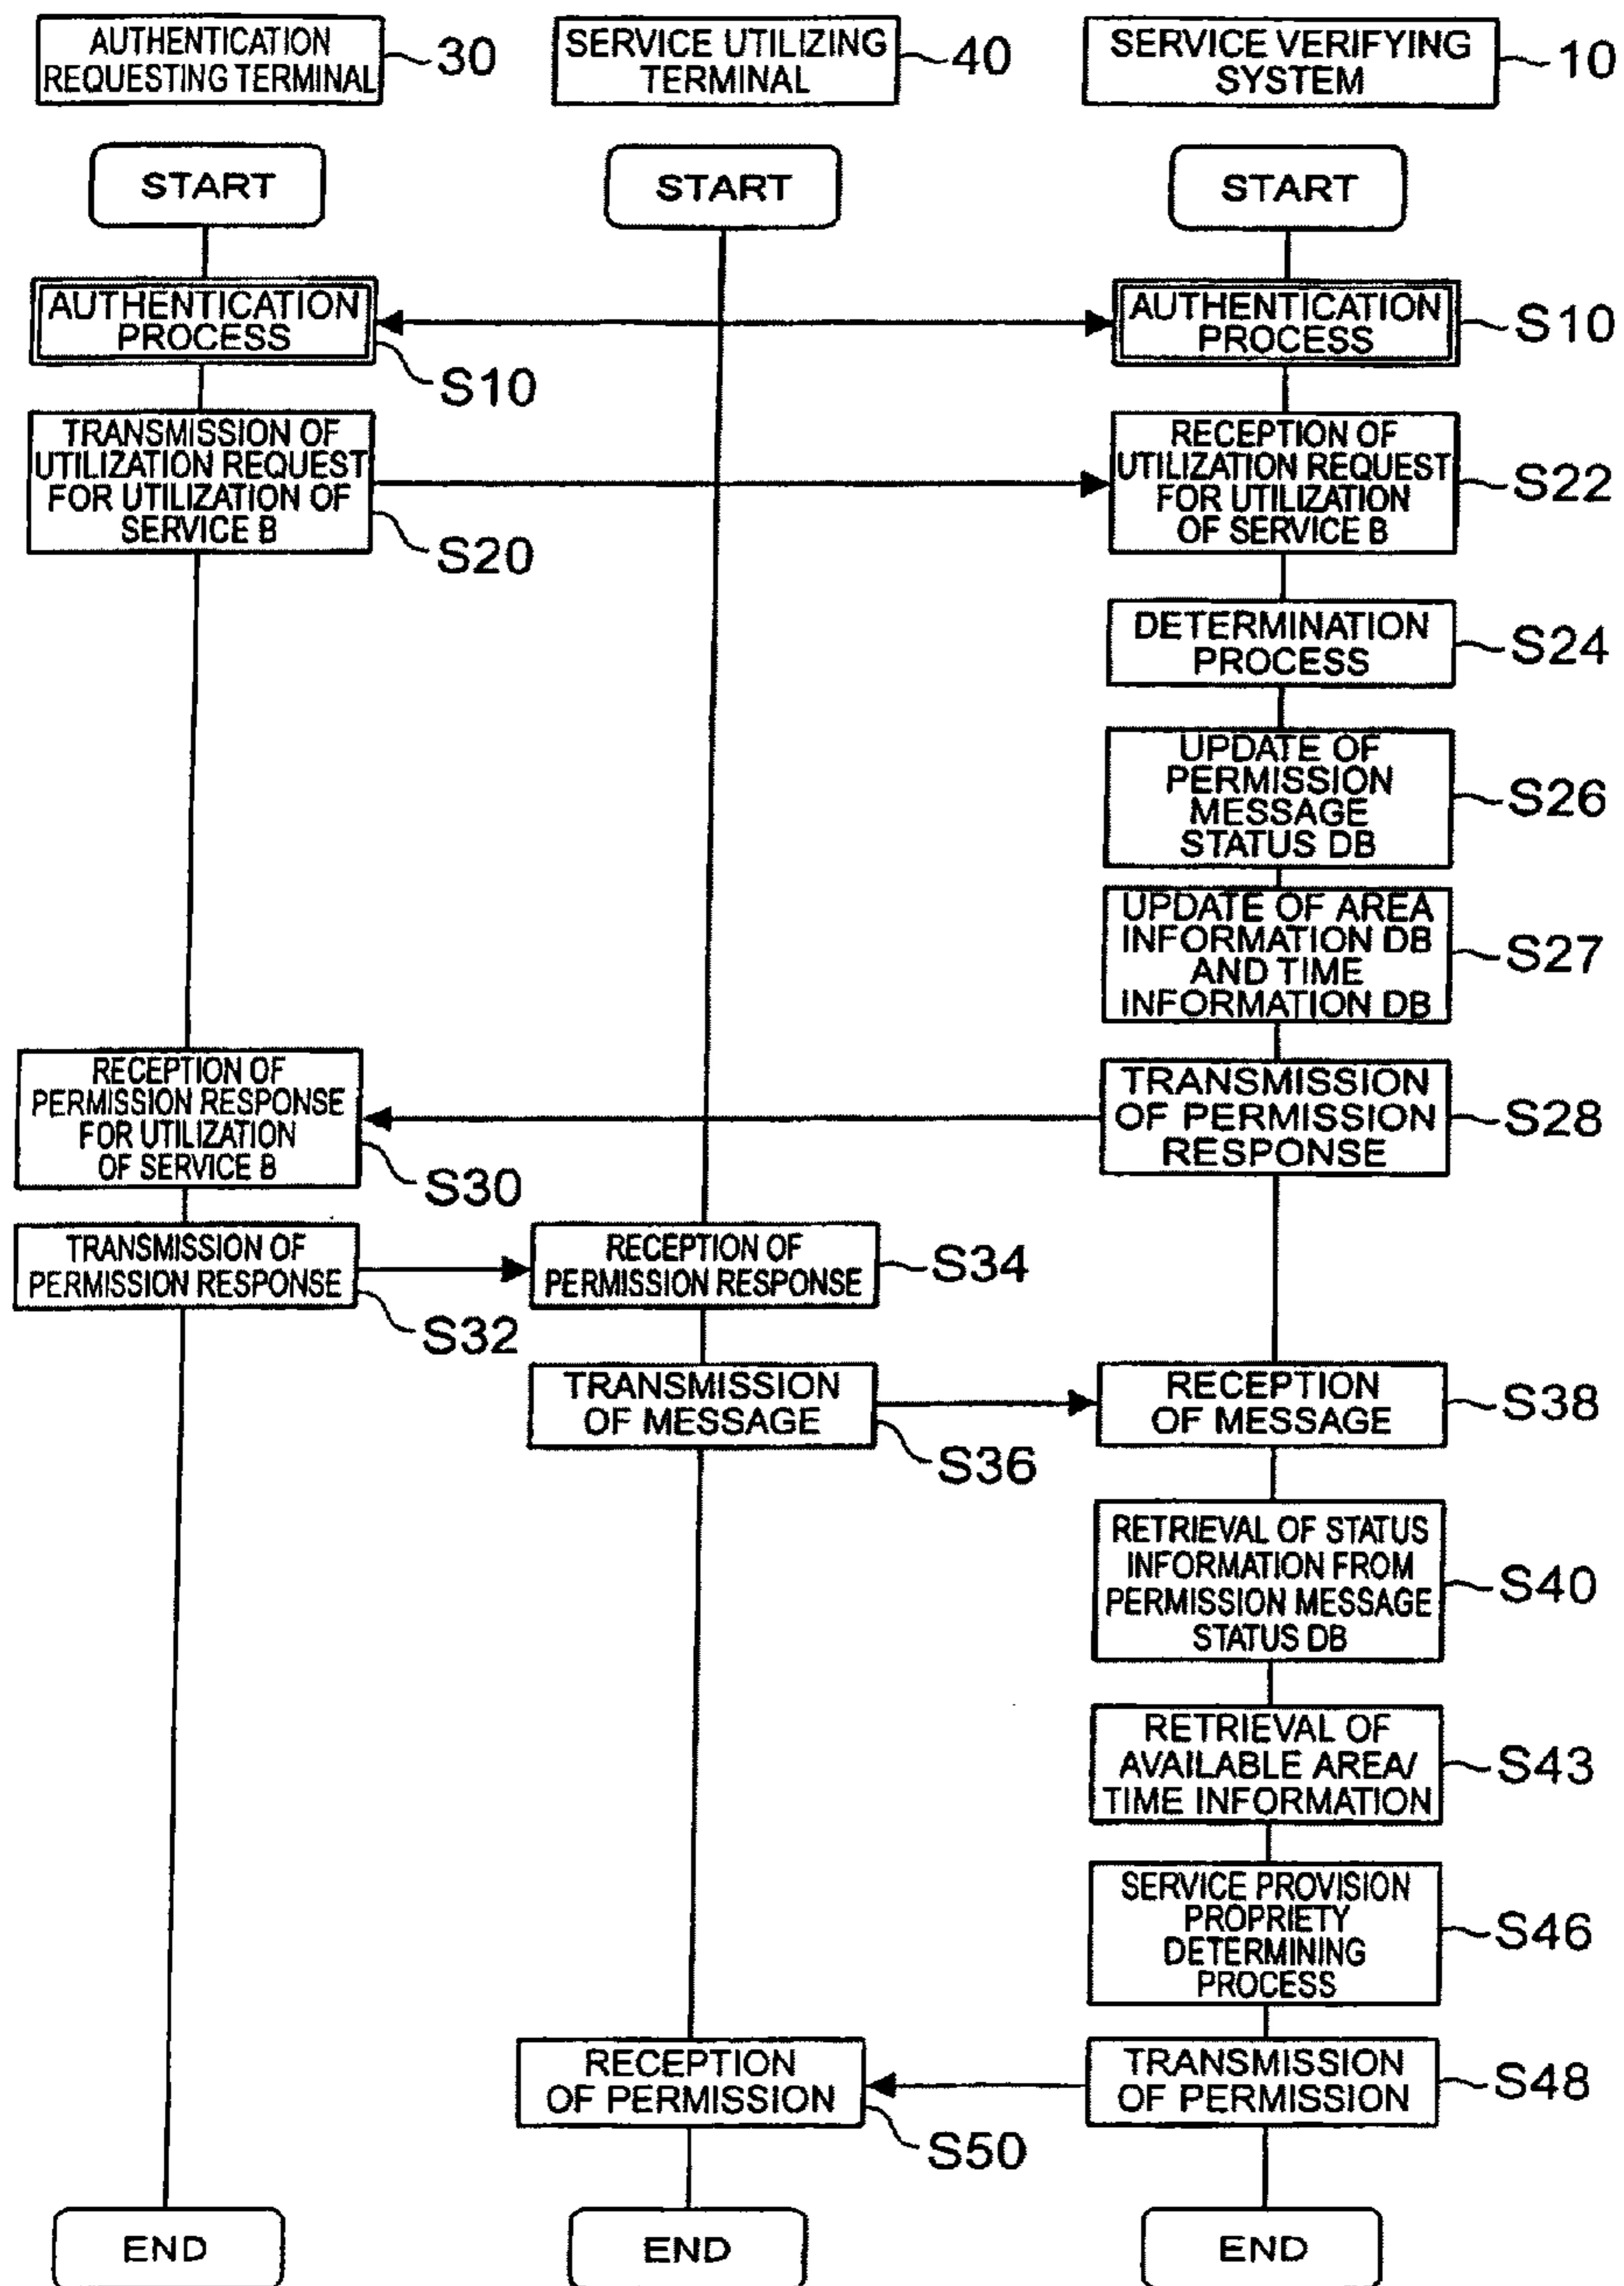 AUTHENTICATION
REQUESTING TERMINAL
30
SERVICE UTILIZING
TERMINAL
40
SERVICE VERIFYING
SYSTEM
10
START
START
START
AUTHENTICATION
PROCESS
S10
AUTHENTICATION
PROCESS
S10
TRANSMISSION OF
UTILIZATION REQUEST
FOR UTILIZATION OF
SERVICE B
S20
RECEPTION OF
UTILIZATION REQUEST
FOR UTILIZATION
OF SERVICE B
S22
DETERMINATION
PROCESS
S24
UPDATE OF
PERMISSION
MESSAGE
STATUS DB
S26
UPDATE OF AREA
INFORMATION DB
AND TIME
INFORMATION DB
S27
RECEPTION OF
PERMISSION RESPONSE
FOR UTILIZATION
OF SERVICE B
S30
TRANSMISSION
OF PERMISSION
RESPONSE
S28
TRANSMISSION OF
PERMISSION RESPONSE
S32
RECEPTION OF
PERMISSION RESPONSE
S34
TRANSMISSION
OF MESSAGE
S36
RECEPTION
OF MESSAGE
S38
RETRIEVAL OF STATUS
INFORMATION FROM
PERMISSION MESSAGE
STATUS DB
S40
RETRIEVAL OF
AVAILABLE AREA/
TIME INFORMATION
S43
SERVICE PROVISION
PROPRIETY
DETERMINING
PROCESS
S46
RECEPTION
OF PERMISSION
S50
TRANSMISSION
OF PERMISSION
S48
END
END
END